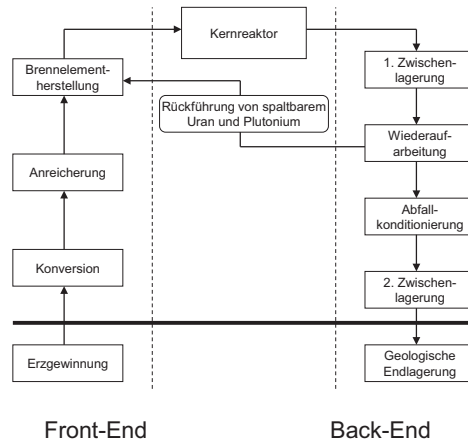 Kernreaktor
Brennelement-
herstellung
1. Zwischen-
lagerung
Rückführung von spaltbarem
Uran und Plutonium
Wiederauf-
arbeitung
Anreicherung
Abfall-
konditionierung
Konversion
2. Zwischen-
lagerung
Erzgewinnung
Geologische
Endlagerung
Front-End
Back-End